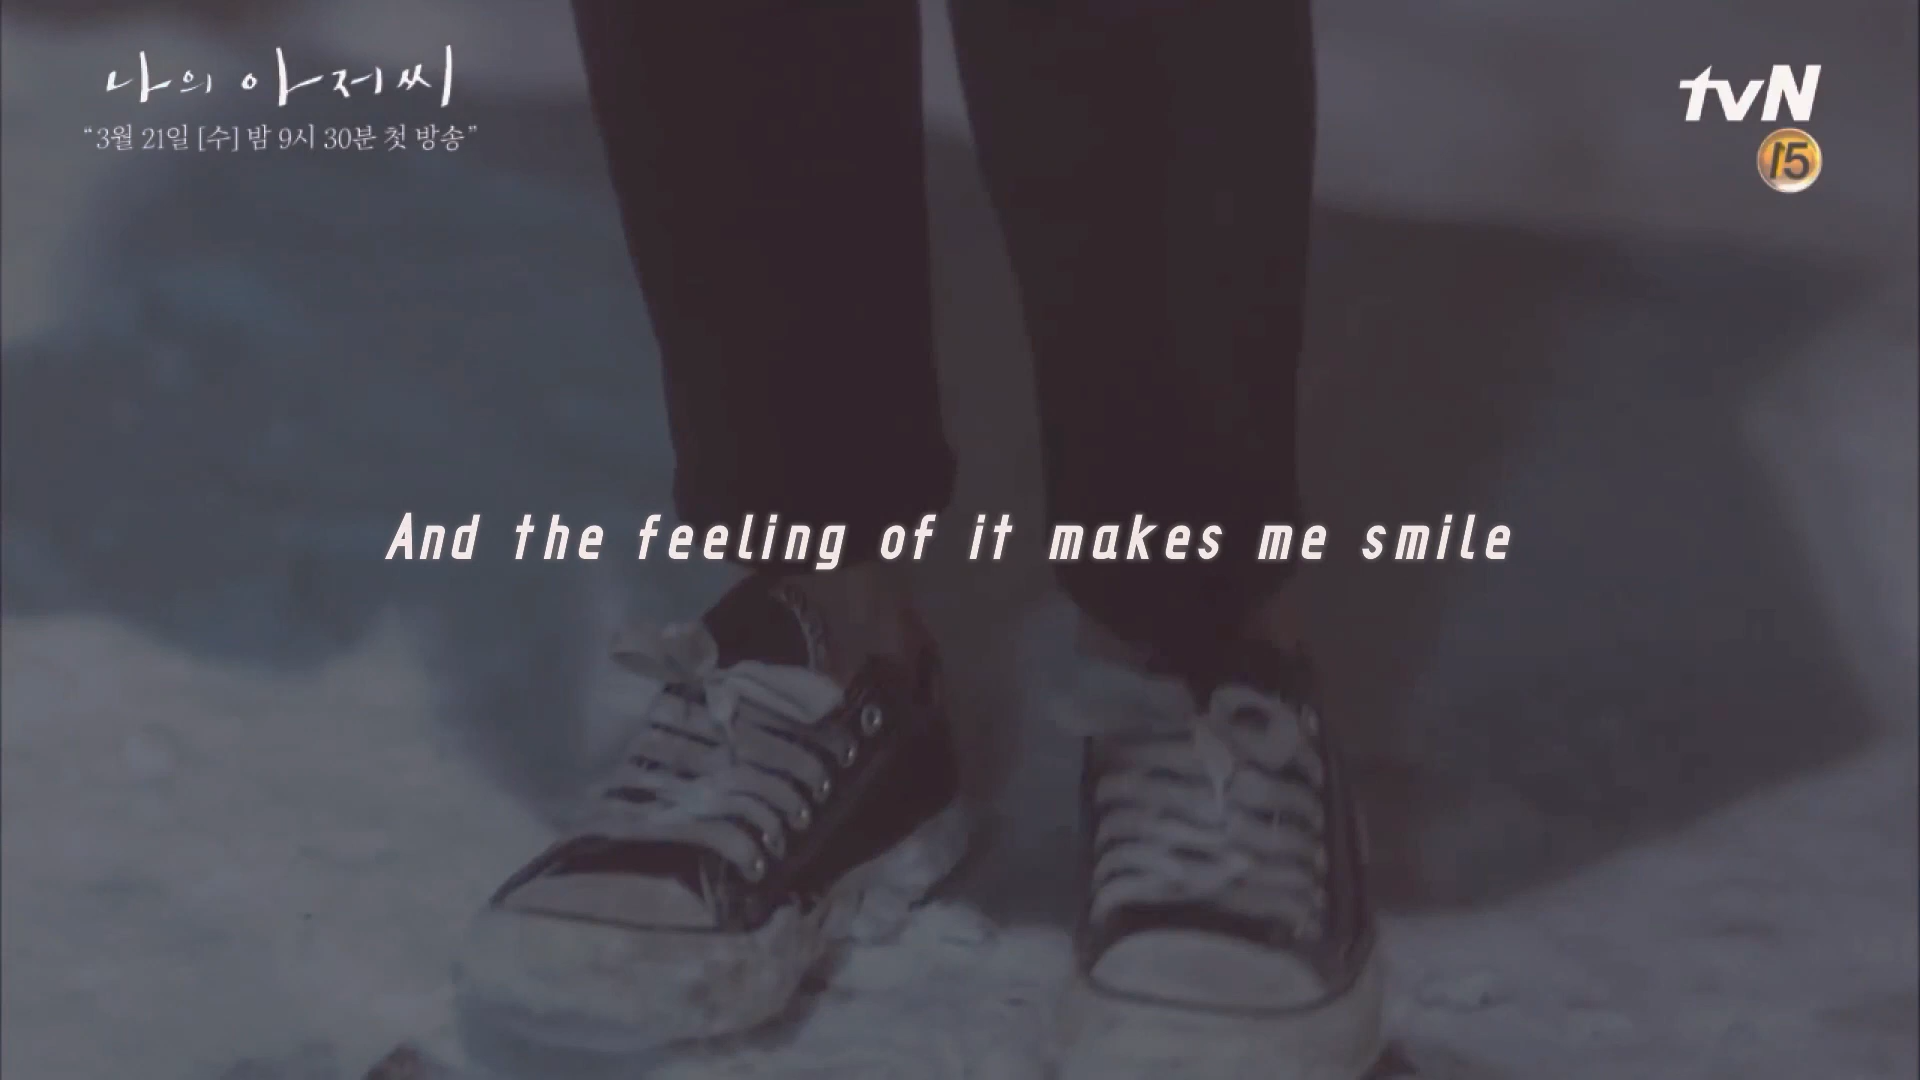 나의 아저씨
“3월 21일 [수] 밤 9시 30분 첫 방송”
tvN
15
And the feeling of it makes me smile